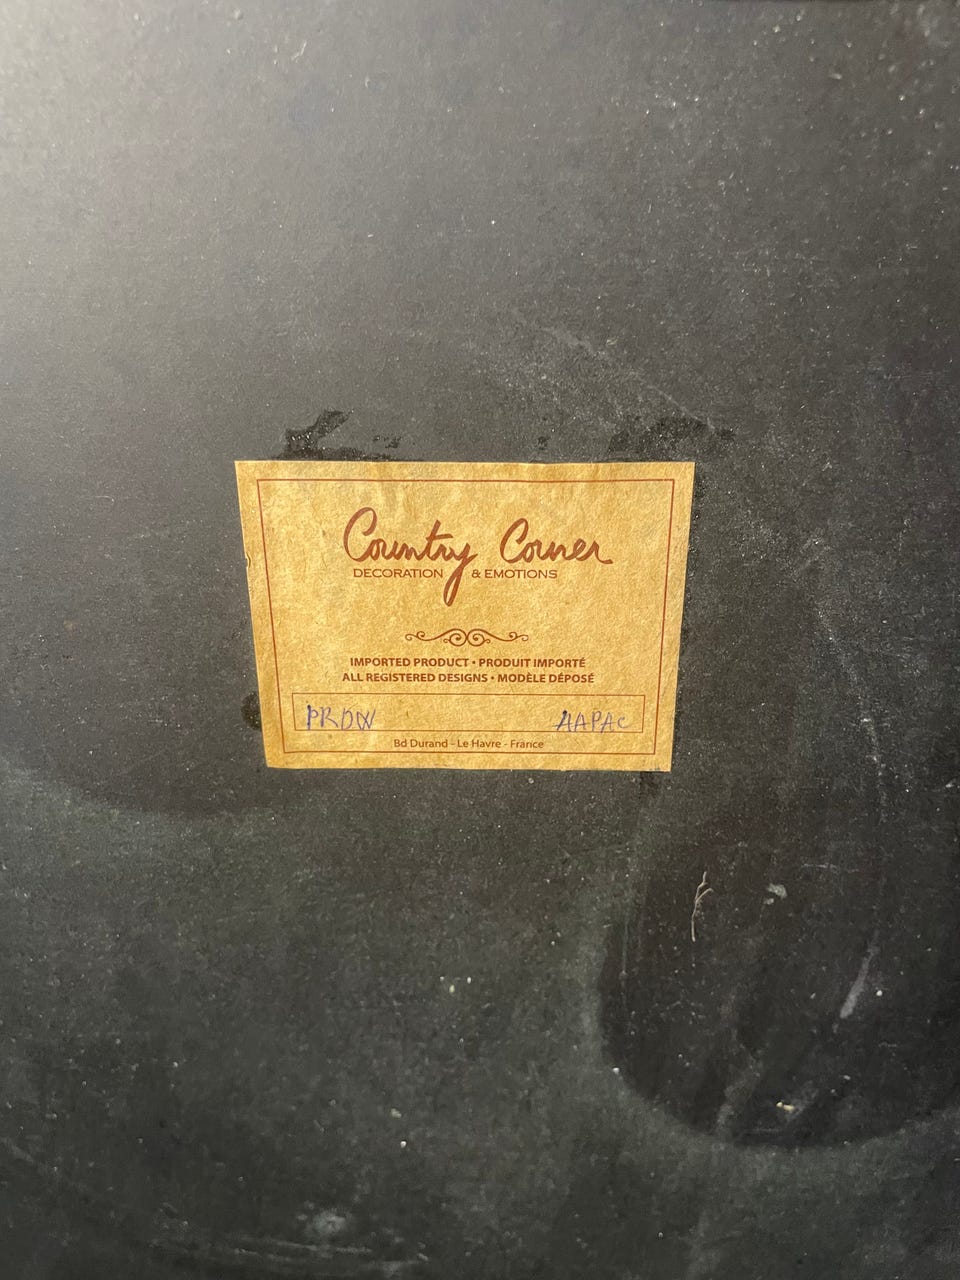 Country Corner
DECORATION & EMOTIONS
IMPORTED PRODUCT • PRODUIT IMPORTÉ
ALL REGISTERED DESIGNS • MODÈLE DÉPOSÉ
AAPAC
Bd Durand - Le Havre - France